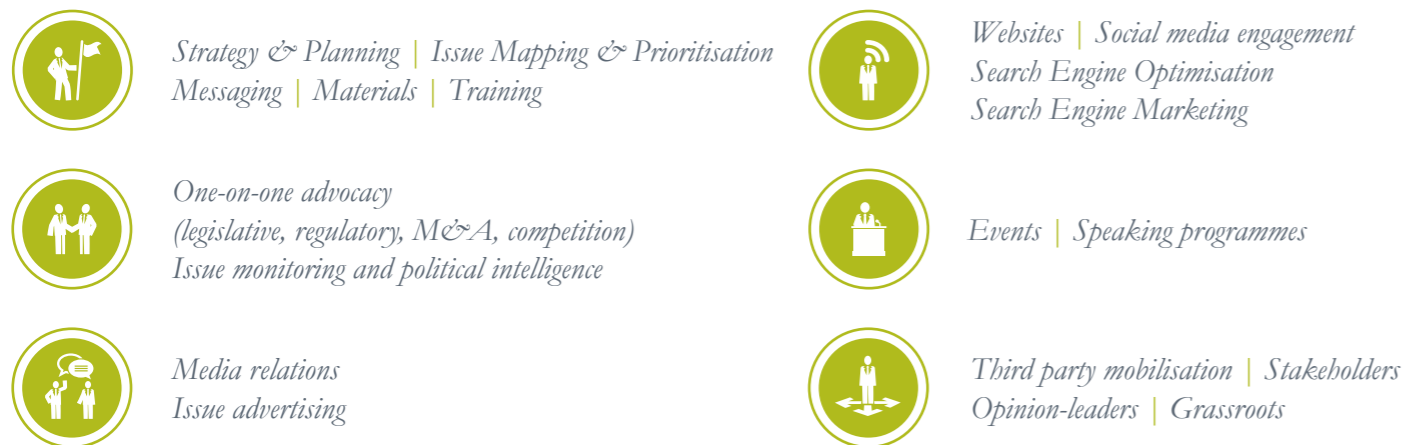 Strategy & Planning | Issue Mapping & Prioritisation
Messaging | Materials | Training
One-on-one advocacy
(legislative, regulatory, M&A, competition)
Issue monitoring and political intelligence
Media relations
Issue advertising
Websites | Social media engagement
Search Engine Optimisation
Search Engine Marketing
Events | Speaking programmes
Third party mobilisation | Stakeholders
Opinion-leaders | Grassroots